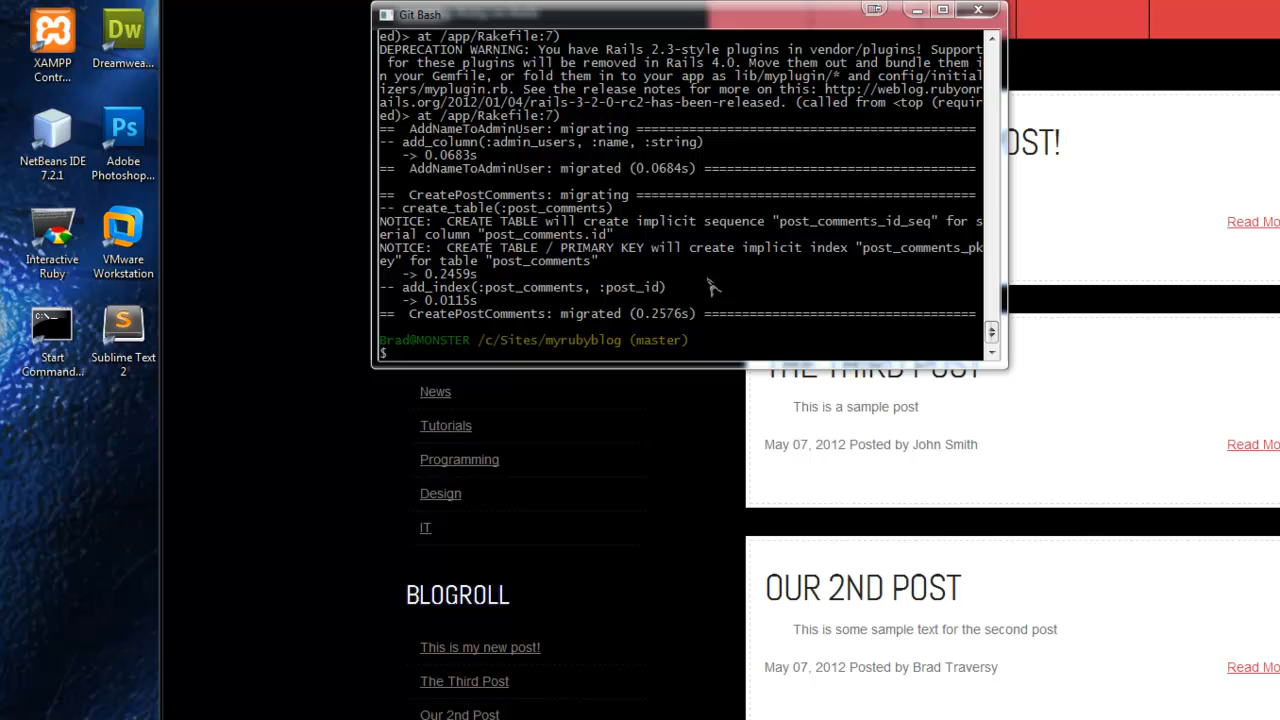 XAMPP
Contr...
Dreamwea...
NetBeans IDE
7.2.1
Adobe
Photoshop...
Interactive
Ruby
VMware
Workstation
Start
Command...
Sublime Text
2
Git Bash
ed)> at /app/Rakefile:7)
DEPRECATION WARNING: You have Rails 2.3-style plugins in vendor/plugins! Support
for these plugins will be removed in Rails 4.0. Move them out and bundle them i
n your Gemfile, or fold them in to your app as lib/myplugin/* and config/initial
izers/myplugin.rb. See the release notes for more on this: http://weblog.rubyonr
ails.org/2012/01/04/rails-3-2-0-rc2-has-been-released. (called from <top (requir
ed)> at /app/Rakefile:7)
==  AddNameToAdminUser: migrating ========================================
-- add_column(:admin_users, :name, :string)
-> 0.0683s
==  AddNameToAdminUser: migrated (0.0684s) ================================
==  CreatePostComments: migrating ========================================
-- create_table(:post_comments)
NOTICE:  CREATE TABLE will create implicit sequence "post_comments_id_seq" for s
erial column "post_comments.id"
NOTICE:  CREATE TABLE / PRIMARY KEY will create implicit index "post_comments_pk
ey" for table "post_comments"
-> 0.2459s
-- add_index(:post_comments, :post_id)
-> 0.0115s
==  CreatePostComments: migrated (0.2576s) ================================
Brad@MONSTER /c/Sites/myrubyblog (master)
$
OST!
Read Mo
News
Tutorials
Programming
Design
IT
BLOGROLL
This is my new post!
The Third Post
Our 2nd Post
THE THIRD POST
This is a sample post
May 07, 2012 Posted by John Smith
Read Mo
OUR 2ND POST
This is some sample text for the second post
May 07, 2012 Posted by Brad Traversy
Read Mo